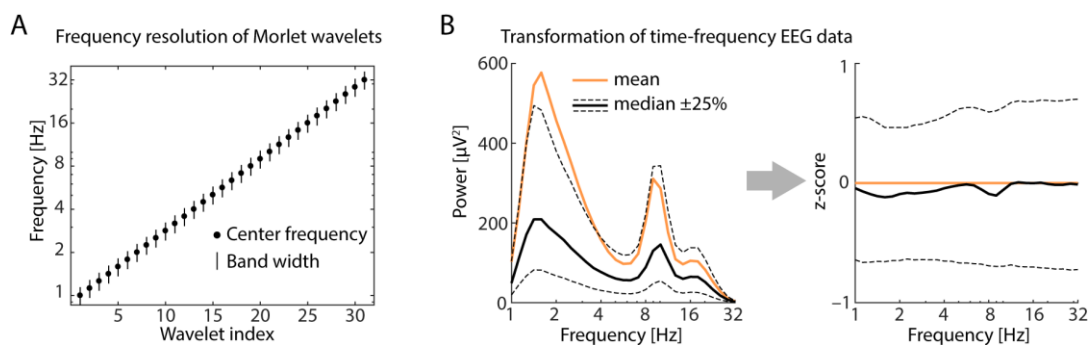 A
Frequency resolution of Morlet wavelets
Frequency [Hz]
32
16
8
4
2
1
Center frequency
Band width
5 10 15 20 25 30
Wavelet index
B
Transformation of time-frequency EEG data
Power [µV²]
600
400
200
0
mean
median ±25%
1 2 4 8 16 32
Frequency [Hz]
z-score
1
0
−1
1 2 4 8 16 32
Frequency [Hz]